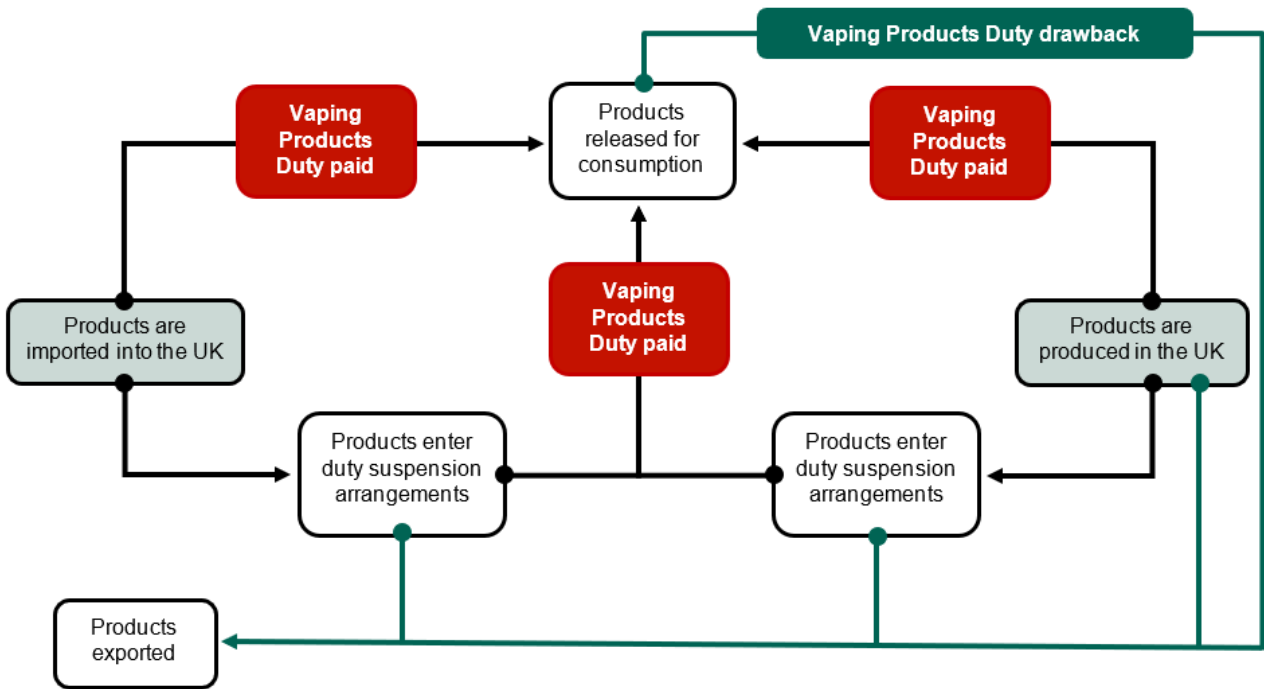 Vaping Products Duty drawback
Vaping
Products
Duty paid
Products
released for
consumption
Vaping
Products
Duty paid
Vaping
Products
Duty paid
Products are
imported into the UK
Products are
produced in the UK
Products enter
duty suspension
arrangements
Products enter
duty suspension
arrangements
Products
exported